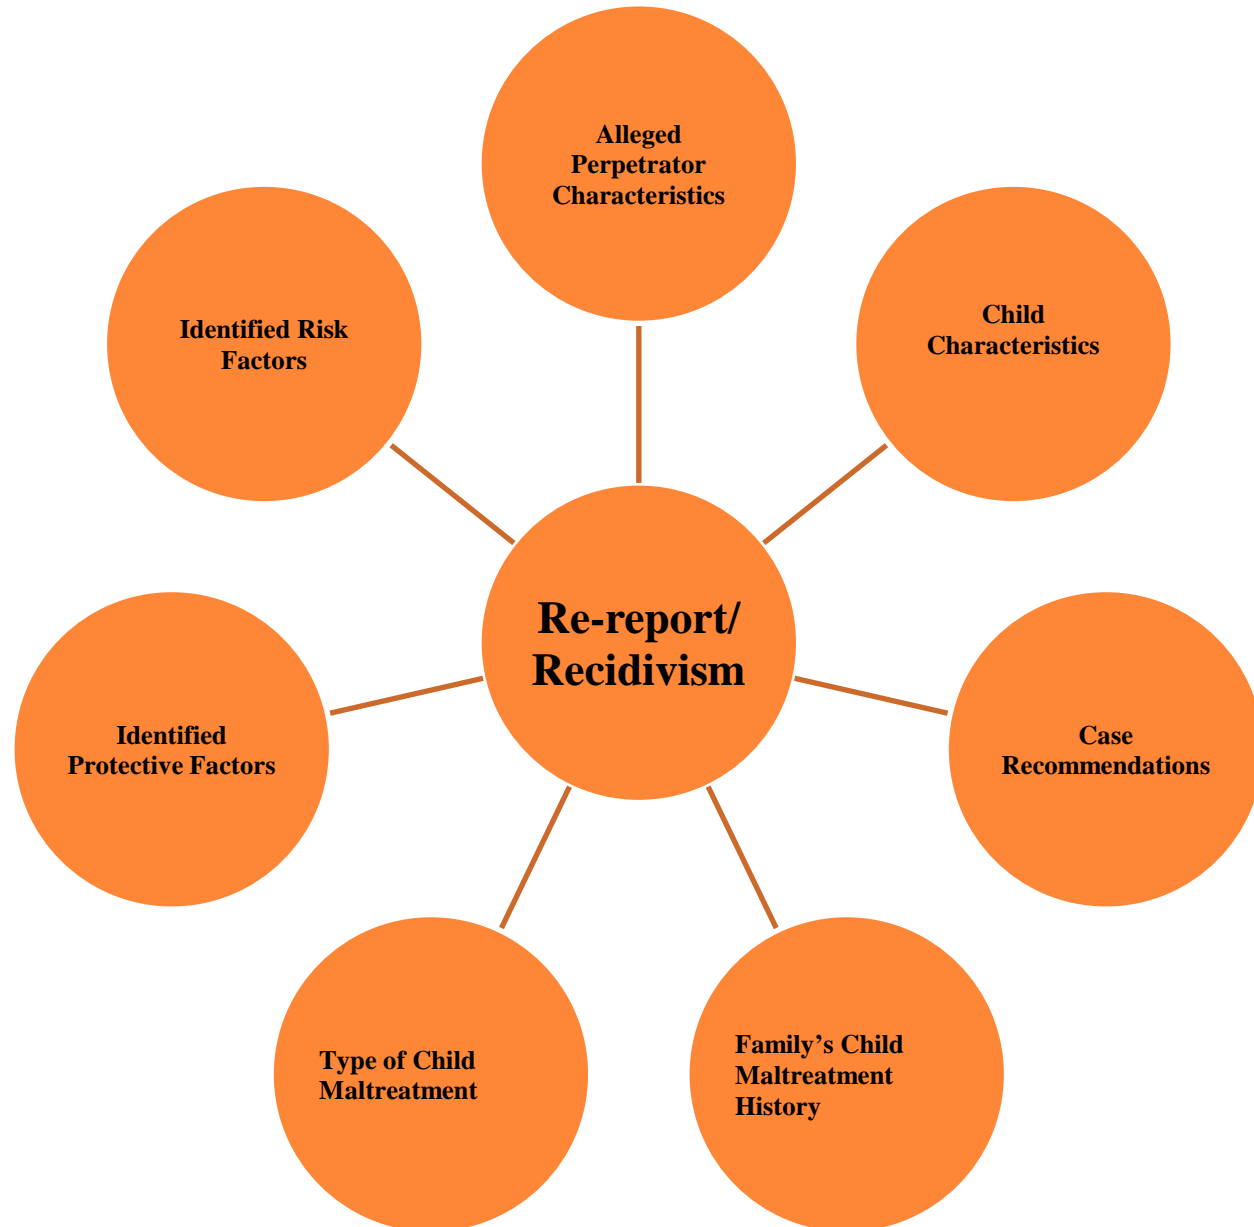 Alleged
Perpetrator
Characteristics
Child
Characteristics
Identified Risk
Factors
Re-report/
Recidivism
Case
Recommendations
Identified
Protective Factors
Family’s Child
Maltreatment
History
Type of Child
Maltreatment